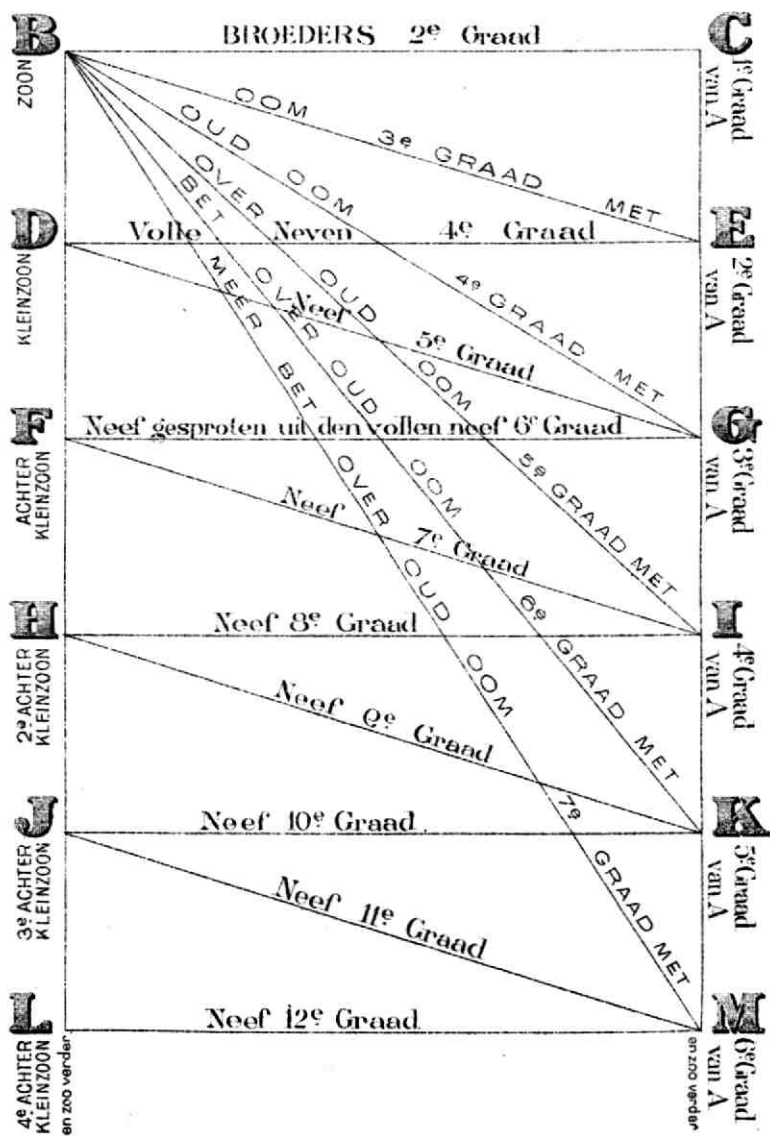 B BROEDERS 2e Graad C
ZOON
1e Graad
van A
OOM 3e GRAAD MET
OUD OOM 4e GRAAD MET
OVER OUD OOM 5e GRAAD MET
BET OVER OUD OOM 6e GRAAD MET
MEER BET OVER OUD OOM 7e GRAAD MET
D Volle Neven 4e Graad E
KLEINZOON
2e Graad
van A
Neef 5e Graad
F Neef gesproten uit den vollen neef 6e Graad G
ACHTER
KLEINZOON
3e Graad
van A
Neef 7e Graad
H Neef 8e Graad I
2e ACHTER
KLEINZOON
4e Graad
van A
Neef 9e Graad
J Neef 10e Graad. K
3e ACHTER
KLEINZOON
5e Graad
van A
Neef 11e Graad
L Neef 12e Graad M
4e ACHTER
KLEINZOON
en zoo verder
en zoo verder
6e Graad
van A